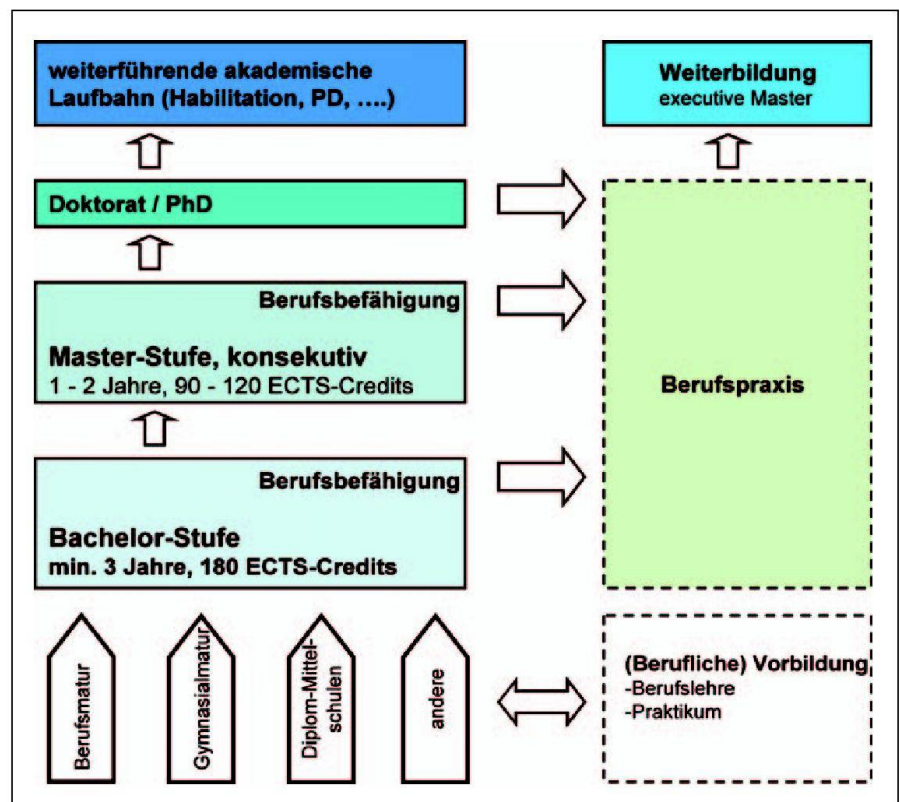 weiterführende akademische
Laufbahn (Habilitation, PD, ....)
Weiterbildung
executive Master
Doktorat / PhD
Berufsbefähigung
Master-Stufe, konsekutiv
1 - 2 Jahre, 90 - 120 ECTS-Credits
Berufspraxis
Berufsbefähigung
Bachelor-Stufe
min. 3 Jahre, 180 ECTS-Credits
Berufsmatur
Gymnasialmatur
Diplom-Mittel-
schulen
andere
(Berufliche) Vorbildung
-Berufslehre
-Praktikum